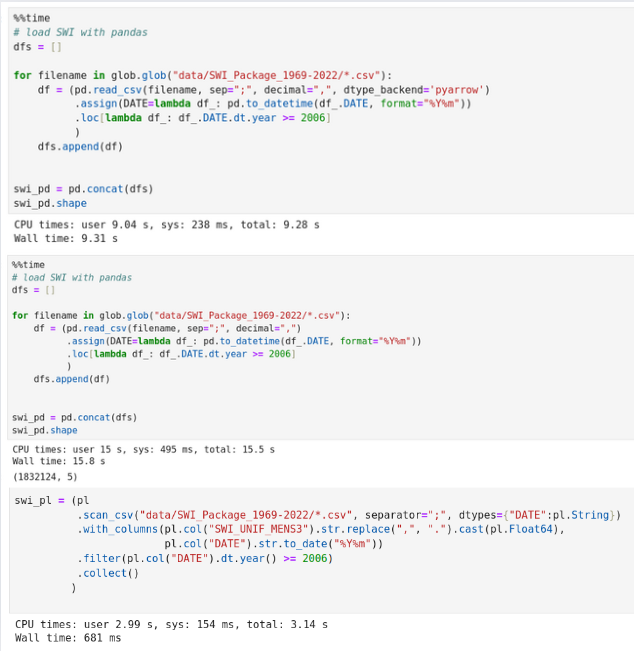 %%time
# load SWI with pandas
dfs = []
for filename in glob.glob("data/SWI_Package_1969-2022/*.csv"):
    df = (pd.read_csv(filename, sep=";", decimal=",", dtype_backend='pyarrow')
          .assign(DATE=lambda df_: pd.to_datetime(df_.DATE, format="%Y%m"))
          .loc[lambda df_: df_.DATE.dt.year >= 2006]
          )
    dfs.append(df)
swi_pd = pd.concat(dfs)
swi_pd.shape
CPU times: user 9.04 s, sys: 238 ms, total: 9.28 s
Wall time: 9.31 s
%%time
# load SWI with pandas
dfs = []
for filename in glob.glob("data/SWI_Package_1969-2022/*.csv"):
    df = (pd.read_csv(filename, sep=";", decimal=",")
          .assign(DATE=lambda df_: pd.to_datetime(df_.DATE, format="%Y%m"))
          .loc[lambda df_: df_.DATE.dt.year >= 2006]
          )
    dfs.append(df)
swi_pd = pd.concat(dfs)
swi_pd.shape
CPU times: user 15 s, sys: 495 ms, total: 15.5 s
Wall time: 15.8 s
(1832124, 5)
swi_pl = (pl
          .scan_csv("data/SWI_Package_1969-2022/*.csv", separator=";", dtypes={"DATE":pl.String})
          .with_columns(pl.col("SWI_UNIF_MENS3").str.replace(",", ".").cast(pl.Float64),
                        pl.col("DATE").str.to_date("%Y%m"))
          .filter(pl.col("DATE").dt.year() >= 2006)
          .collect()
         )
CPU times: user 2.99 s, sys: 154 ms, total: 3.14 s
Wall time: 681 ms